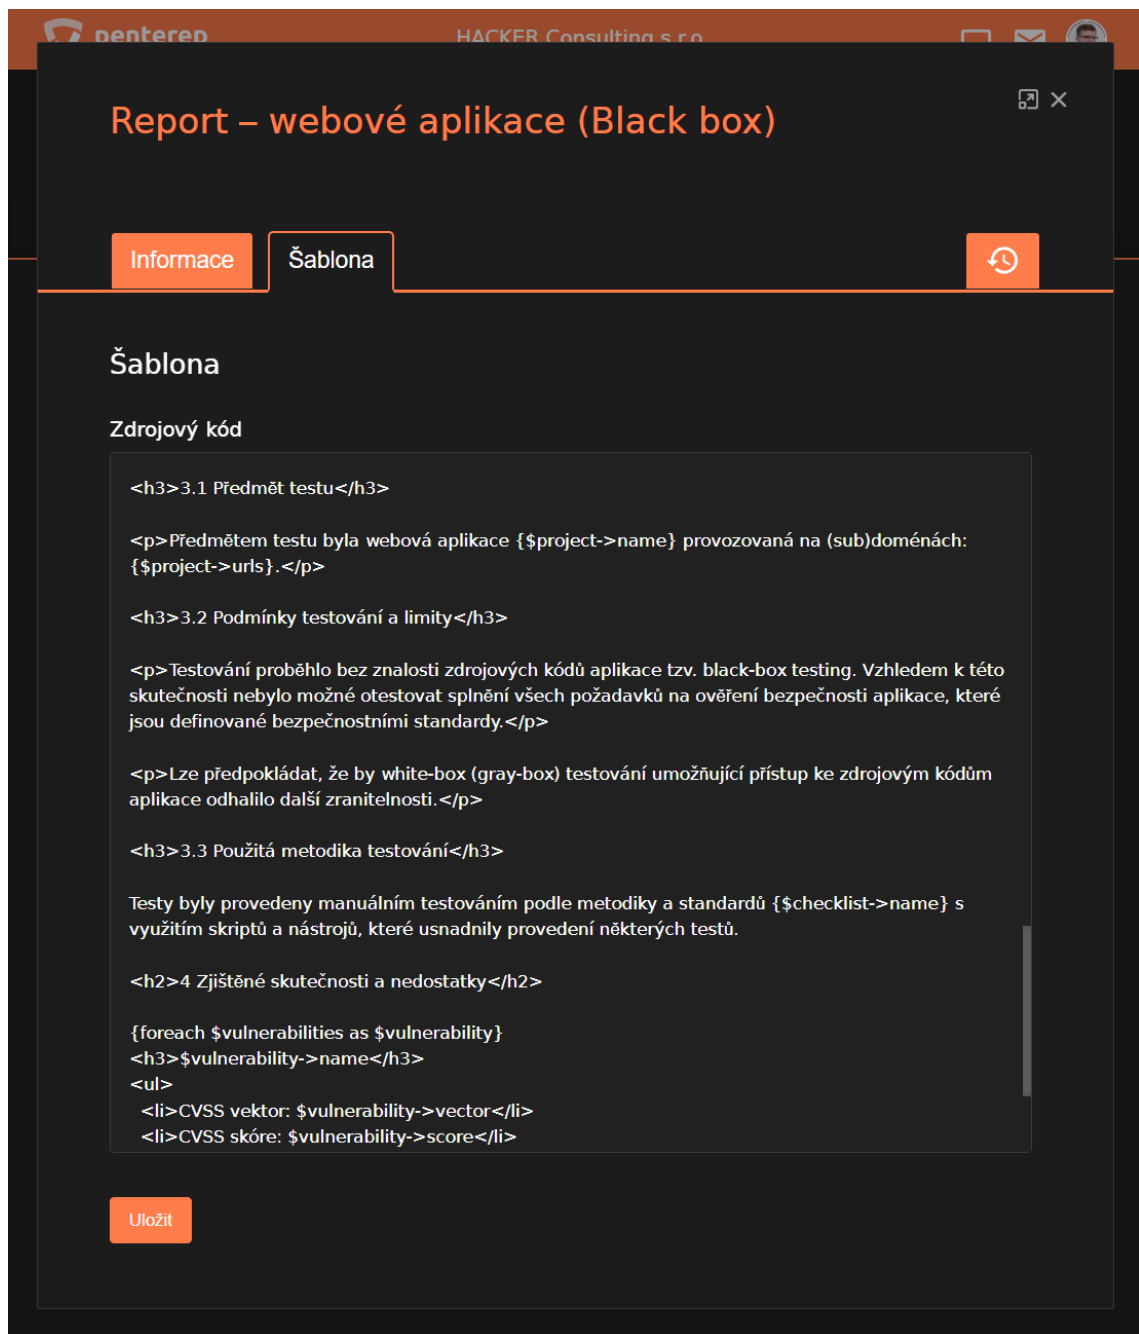 penterep
HACKER Consulting s.r.o.
Report – webové aplikace (Black box)
Informace
Šablona
Šablona
Zdrojový kód
<h3>3.1 Předmět testu</h3>
<p>Předmětem testu byla webová aplikace {$project->name} provozovaná na (sub)doménách:
{$project->urls}.</p>
<h3>3.2 Podmínky testování a limity</h3>
<p>Testování proběhlo bez znalosti zdrojových kódů aplikace tzv. black-box testing. Vzhledem k této
skutečnosti nebylo možné otestovat splnění všech požadavků na ověření bezpečnosti aplikace, které
jsou definované bezpečnostními standardy.</p>
<p>Lze předpokládat, že by white-box (gray-box) testování umožňující přístup ke zdrojovým kódům
aplikace odhalilo další zranitelnosti.</p>
<h3>3.3 Použitá metodika testování</h3>
Testy byly provedeny manuálním testováním podle metodiky a standardů {$checklist->name} s
využitím skriptů a nástrojů, které usnadnily provedení některých testů.
<h2>4 Zjištěné skutečnosti a nedostatky</h2>
{foreach $vulnerabilities as $vulnerability}
<h3>$vulnerability->name</h3>
<ul>
<li>CVSS vektor: $vulnerability->vector</li>
<li>CVSS skóre: $vulnerability->score</li>
Uložit